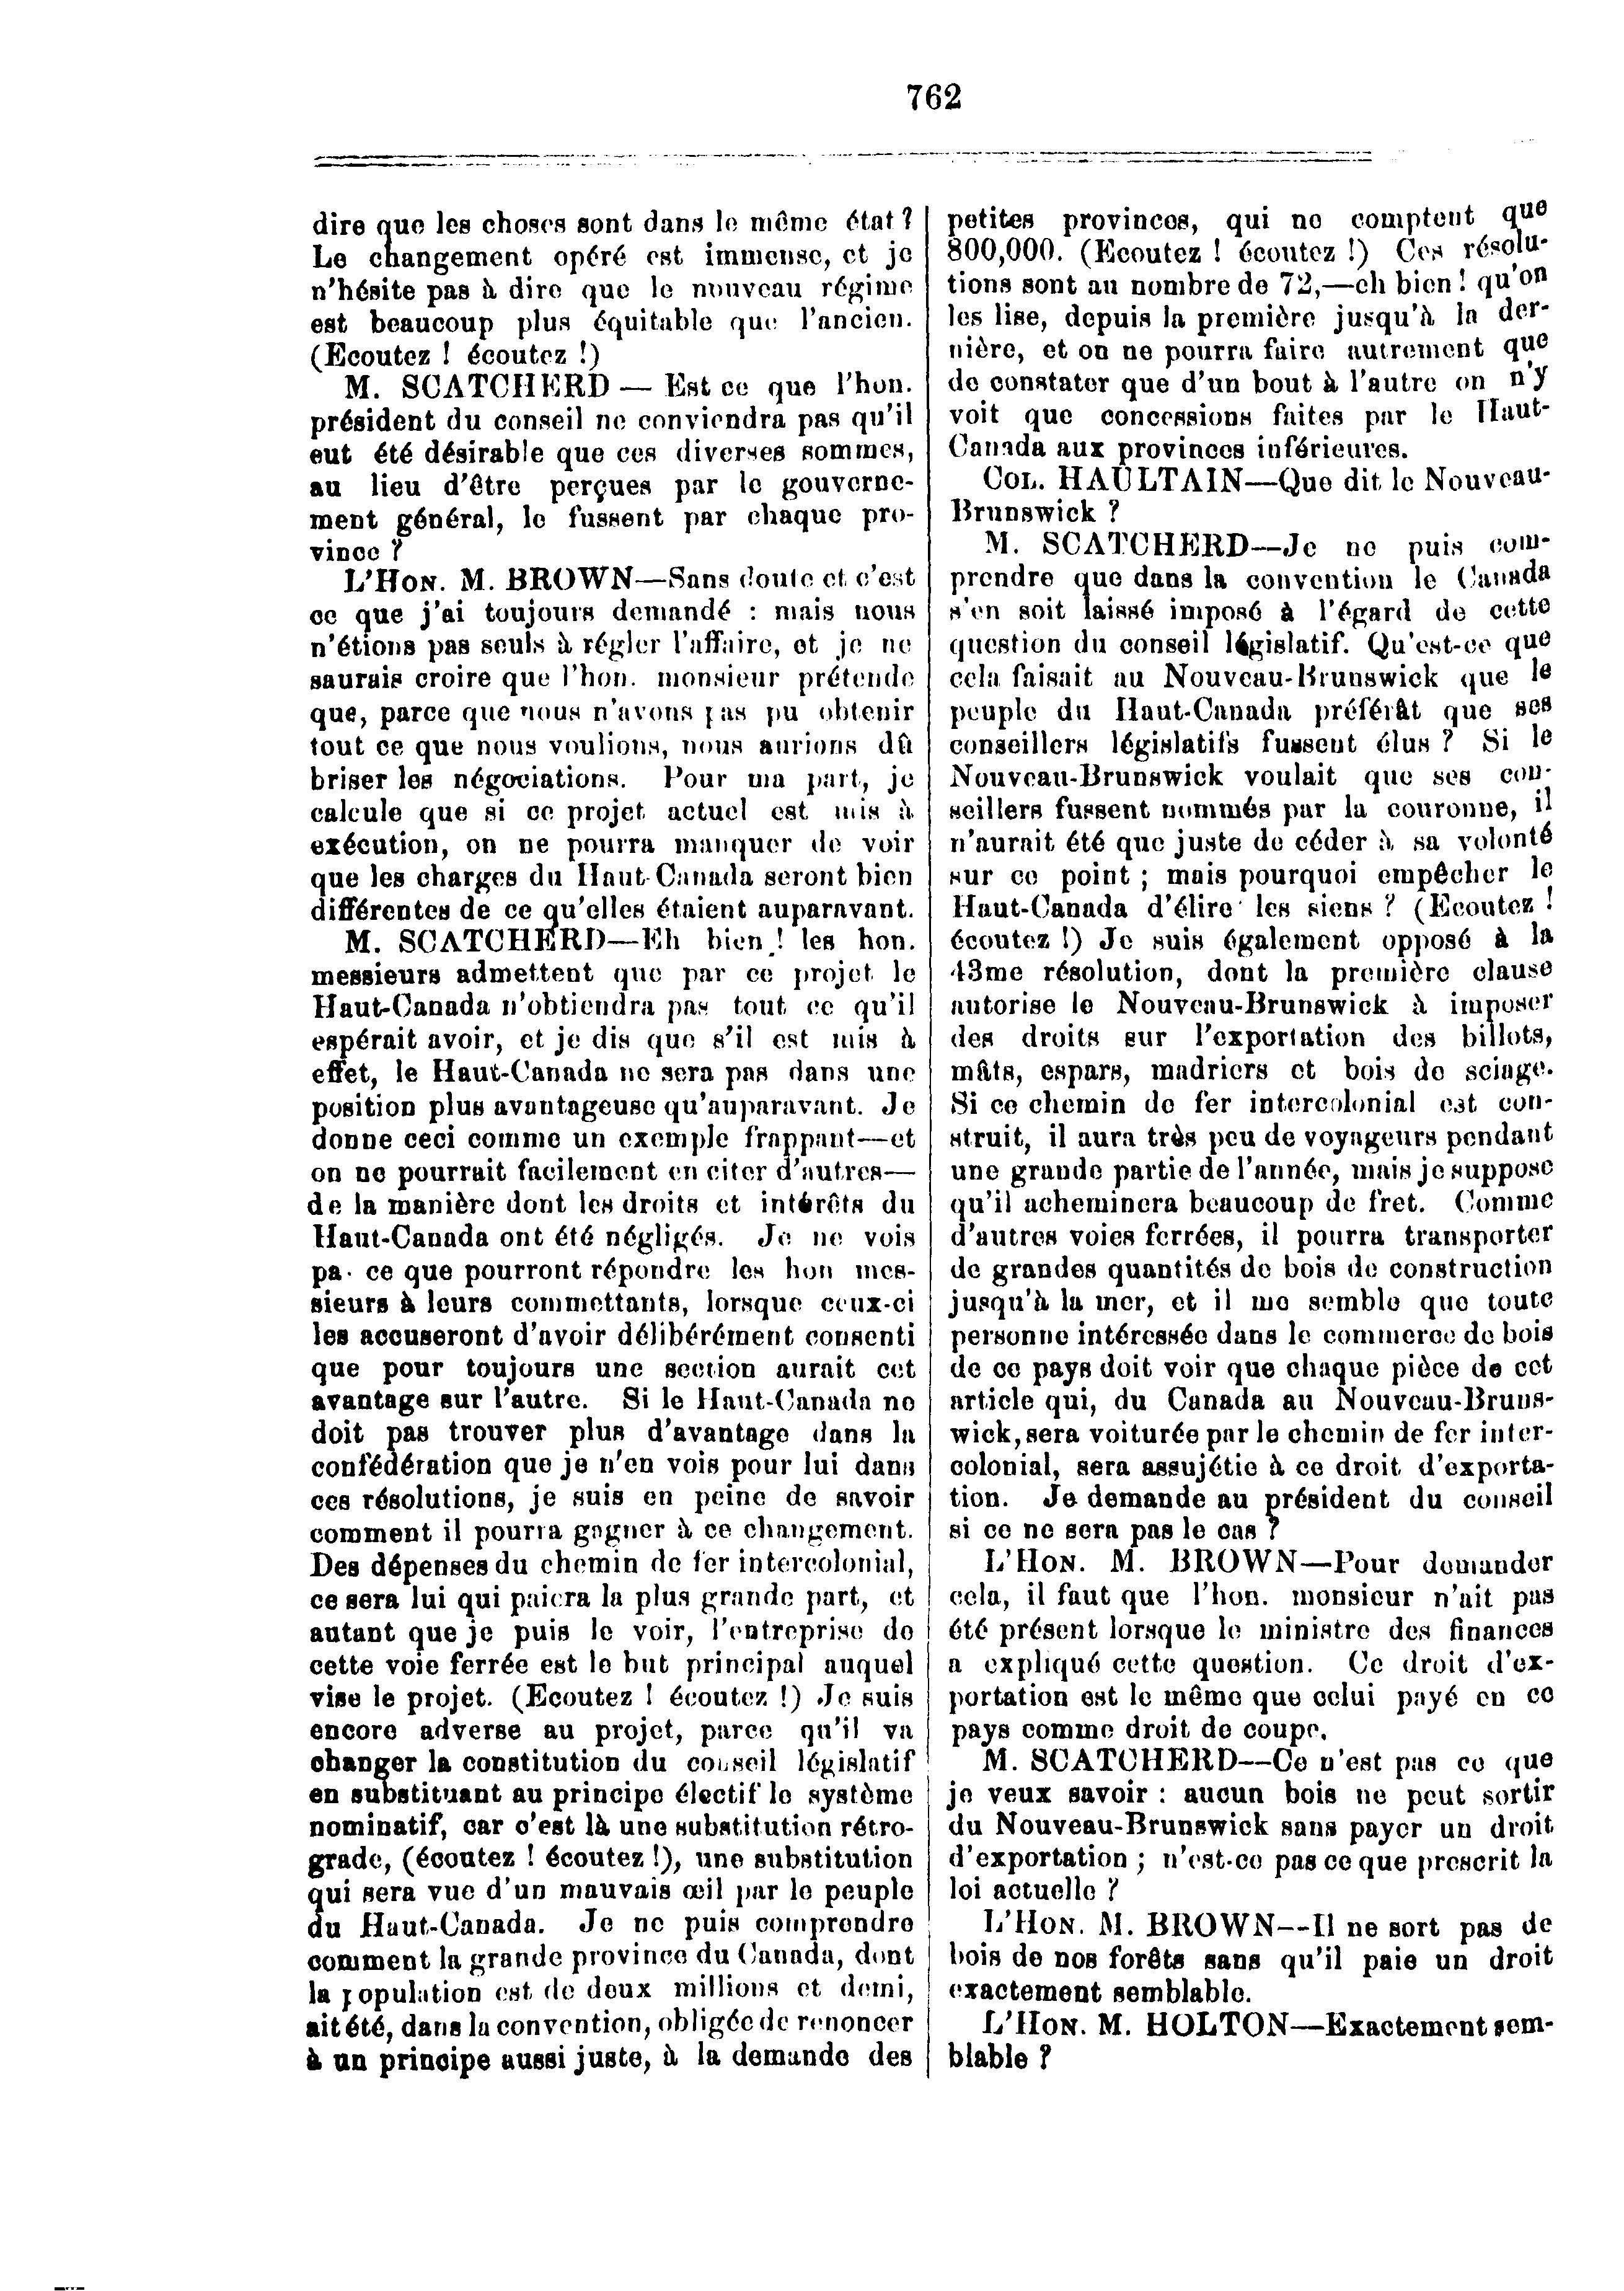 762
dire que les choses sont dans le même état ?
Le changement opéré est immense, et je
n'hésite pas à dire que le nouveau régime
est beaucoup plus équitable que l'ancien.
(Ecoutez ! écoutez !)
M. SCATCHERD — Est ce que l'hon.
président du conseil ne conviendra pas qu'il
eut été désirable que ces diverses sommes,
au lieu d'être perçues par le gouverne-
ment général, le fussent par chaque pro-
vince ?
L'HON. M. BROWN—Sans doute et c'est
ce que j'ai toujours demandé : mais nous
n'étions pas seuls à régler l'affaire, et je ne
saurais croire que l'hon. monsieur prétende
que, parce que nous n'avons pas pu obtenir
tout ce que nous voulions, nous aurions dû
briser les négociations. Pour ma part, je
calcule que si ce projet actuel est mis à
exécution, on ne pourra manquer de voir
que les charges du Haut-Canada seront bien
différentes de ce qu'elles étaient auparavant.
M. SCATCHERD—Eh bien ! les hon.
messieurs admettent que par ce projet le
Haut-Canada n'obtiendra pas tout ce qu'il
espérait avoir, et je dis que s'il est mis à
effet, le Haut-Canada ne sera pas dans une
position plus avantageuse qu'auparavant. Je
donne ceci comme un exemple frappant—et
on ne pourrait facilement en citer d'autres—
de la manière dont les droits et intérêts du
Haut-Canada ont été négligés. Je ne vois
pas ce que pourront répondre les hon mes-
sieurs à leurs commettants, lorsque ceux-ci
les accuseront d'avoir délibérément consenti
que pour toujours une section aurait cet
avantage sur l'autre. Si le Haut-Canada ne
doit pas trouver plus d'avantage dans la
confédération que je n'en vois pour lui dans
ces résolutions, je suis en peine de savoir
comment il pourra gagner à ce changement.
Des dépenses du chemin de fer intercolonial,
ce sera lui qui paiera la plus grande part, et
autant que je puis le voir, l'entreprise de
cette voie ferrée est le but principal auquel
vise le projet. (Ecoutez ! écoutez !) Je suis
encore adverse au projet, parce qu'il va
changer la constitution du conseil législatif
en substituant au principe électif le système
nominatif, car c'est là une substitution rétro-
grade, (écoutez ! écoutez !), une substitution
qui sera vue d'un mauvais œil par le peuple
du Haut-Canada. Je ne puis comprendre
comment la grande province du Canada, dont
la population est de deux millions et demi,
ait été, dans la convention, obligée de renoncer
à un principe aussi juste, à la demande des
petites provinces, qui ne comptent que
800,000. (Ecoutez ! écoutez !) Ces résolu-
tions sont au nombre de 72,—eh bien ! qu'on
les lise, depuis la première jusqu'à la der-
nière, et on ne pourra faire autrement que
de constater que d'un bout à l'autre on n'y
voit que concessions faites par le Haut-
Canada aux provinces inférieures.
COL. HAULTAIN—Que dit le Nouveau-
Brunswick ?
M. SCATCHERD—Je ne puis com-
prendre que dans la convention le Canada
s'en soit laissé imposé à l'égard de cette
question du conseil législatif. Qu'est-ce que
cela faisait au Nouveau-Brunswick que le
peuple du Haut-Canada préférât que ses
conseillers législatifs fussent élus ? Si le
Nouveau-Brunswick voulait que ses con-
seillers fussent nommés par la couronne, il
n'aurait été que juste de céder à sa volonté
sur ce point ; mais pourquoi empêcher le
Haut-Canada d'élire les siens ? (Ecoutez !
écoutez !) Je suis également opposé à la
43me résolution, dont la première clause
autorise le Nouveau-Brunswick à imposer
des droits sur l'exportation des billots,
mâts, espars, madriers et bois de sciage.
Si ce chemin de fer intercolonial est con-
struit, il aura très peu de voyageurs pendant
une grande partie de l'année, mais je suppose
qu'il acheminera beaucoup de fret. Comme
d'autres voies ferrées, il pourra transporter
de grandes quantités de bois de construction
jusqu'à la mer, et il me semble que toute
personne intéressée dans le commerce de bois
de ce pays doit voir que chaque pièce de cet
article qui, du Canada au Nouveau-Bruns-
wick, sera voiturée par le chemin de fer inter-
colonial, sera assujétie à ce droit d'exporta-
tion. Je demande au président du conseil
si ce ne sera pas le cas ?
L'HON. M. BROWN—Pour demander
cela, il faut que l'hon. monsieur n'ait pas
été présent lorsque le ministre des finances
a expliqué cette question. Ce droit d'ex-
portation est le même que celui payé en ce
pays comme droit de coupe.
M. SCATCHERD—Ce n'est pas ce que
je veux savoir : aucun bois ne peut sortir
du Nouveau-Brunswick sans payer un droit
d'exportation ; n'est-ce pas ce que prescrit la
loi actuelle ?
L'HON. M. BROWN--Il ne sort pas de
bois de nos forêts sans qu'il paie un droit
exactement semblable.
L'HON. M. HOLTON—Exactement sem-
blable ?